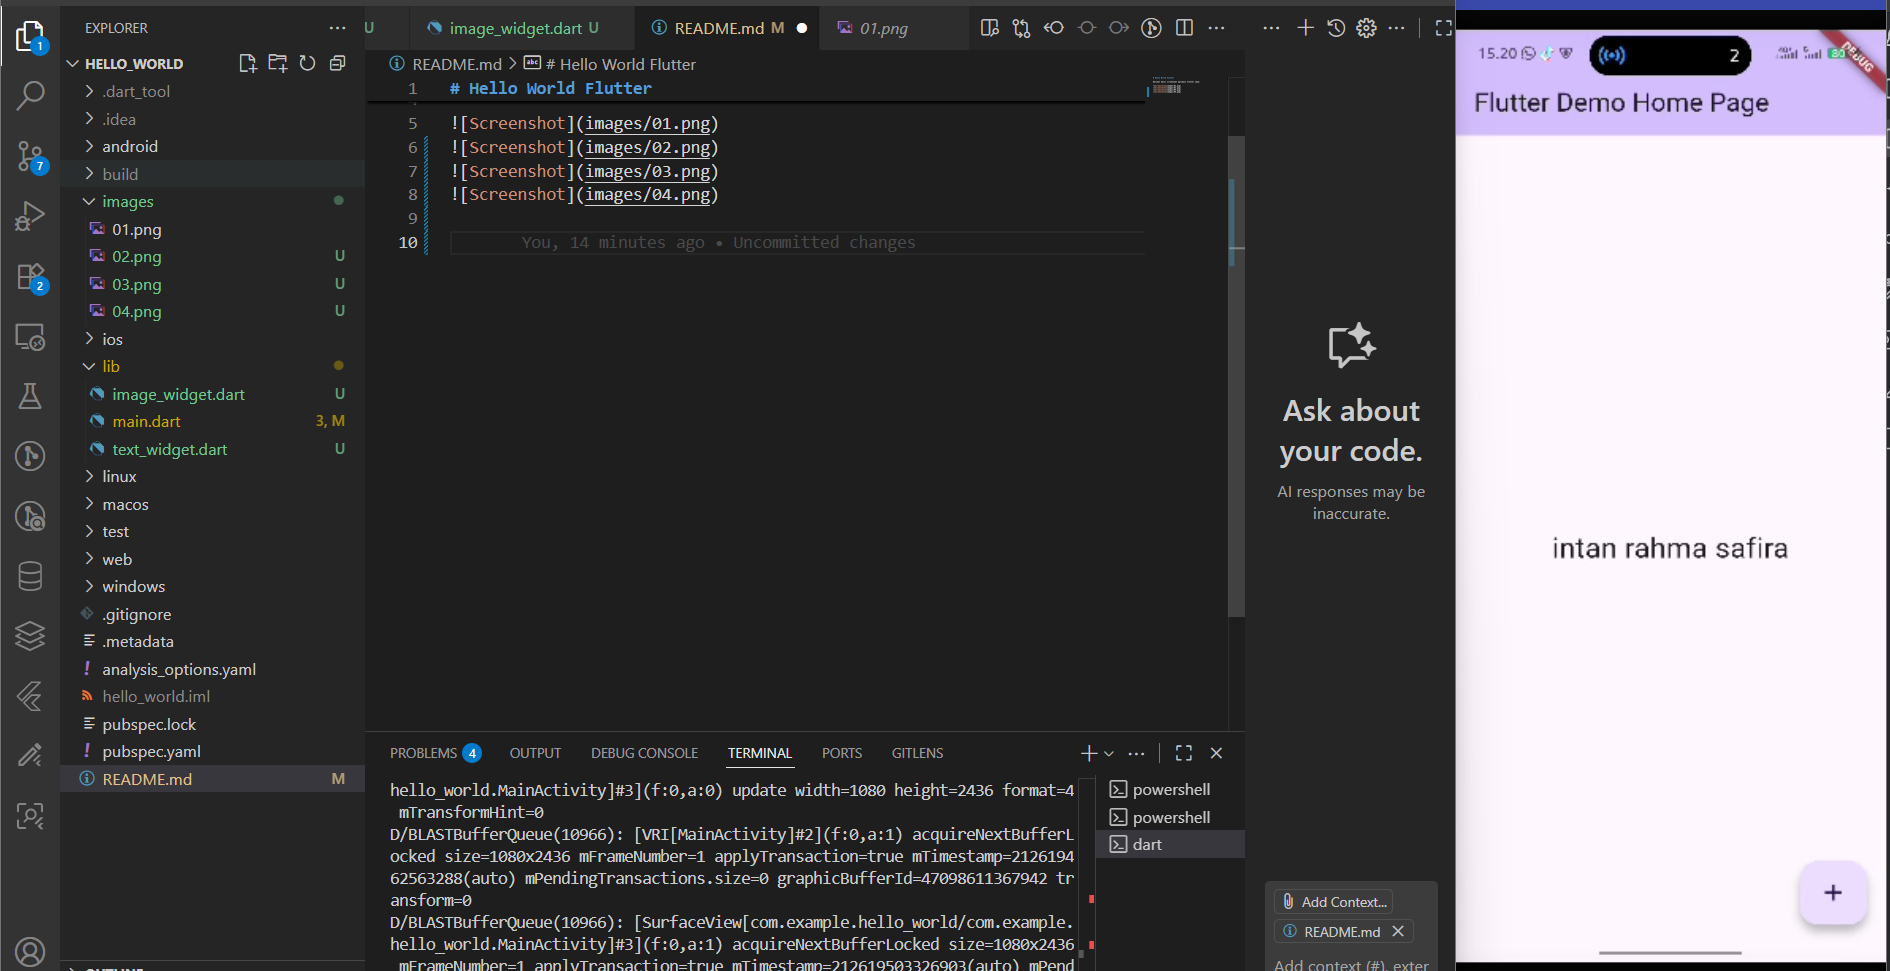 EXPLORER
HELLO_WORLD
.dart_tool
.idea
android
build
images
01.png
02.png U
03.png U
04.png U
ios
lib
image_widget.dart U
main.dart 3, M
text_widget.dart U
linux
macos
test
web
windows
.gitignore
.metadata
analysis_options.yaml
hello_world.iml
pubspec.lock
pubspec.yaml
README.md M
1
7
2
U image_widget.dart U README.md M 01.png
README.md > # Hello World Flutter
1 # Hello World Flutter
5 ![Screenshot](images/01.png)
6 ![Screenshot](images/02.png)
7 ![Screenshot](images/03.png)
8 ![Screenshot](images/04.png)
9
10 You, 14 minutes ago • Uncommitted changes
PROBLEMS 4 OUTPUT DEBUG CONSOLE TERMINAL PORTS GITLENS
hello_world.MainActivity]#3](f:0,a:0) update width=1080 height=2436 format=4
mTransformHint=0
D/BLASTBufferQueue(10966): [VRI[MainActivity]#2](f:0,a:1) acquireNextBufferL
ocked size=1080x2436 mFrameNumber=1 applyTransaction=true mTimestamp=2126194
62563288(auto) mPendingTransactions.size=0 graphicBufferId=47098611367942 tr
ansform=0
D/BLASTBufferQueue(10966): [SurfaceView[com.example.hello_world/com.example.
hello_world.MainActivity]#3](f:0,a:1) acquireNextBufferLocked size=1080x2436
mFrameNumber=1 applyTransaction=true mTimestamp=212619503326903(auto) mPend
powershell
powershell
dart
Ask about
your code.
AI responses may be
inaccurate.
Add Context...
README.md
Add context (#), exter
15.20 2 80
DEBUG
Flutter Demo Home Page
intan rahma safira
+